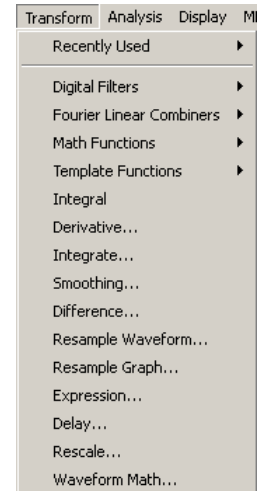 Transform Analysis Display
Recently Used
Digital Filters
Fourier Linear Combiners
Math Functions
Template Functions
Integral
Derivative...
Integrate...
Smoothing...
Difference...
Resample Waveform...
Resample Graph...
Expression...
Delay...
Rescale...
Waveform Math...